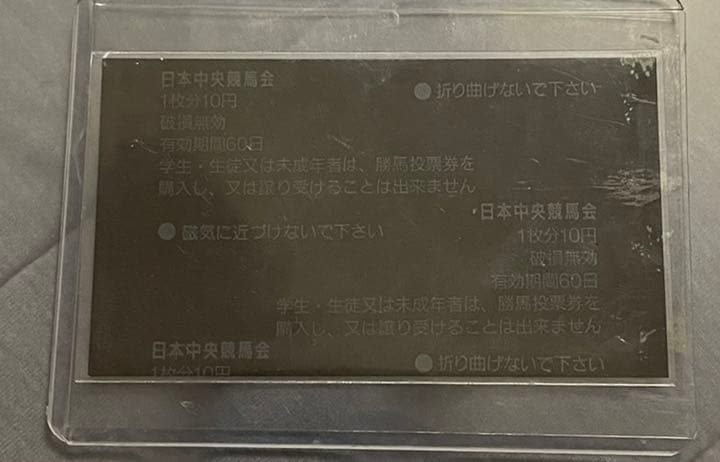 日本中央競馬会
1枚分10円
破損無効
有効期間60日
学生・生徒又は未成年者は、勝馬投票券を
購入し、又は譲り受けることは出来ません
●折り曲げないで下さい
●磁気に近づけないで下さい
日本中央競馬会
1枚分10円
破損無効
有効期間60日
学生・生徒又は未成年者は、勝馬投票券を
購入し、又は譲り受けることは出来ません
日本中央競馬会
1枚分10円
●折り曲げないで下さい